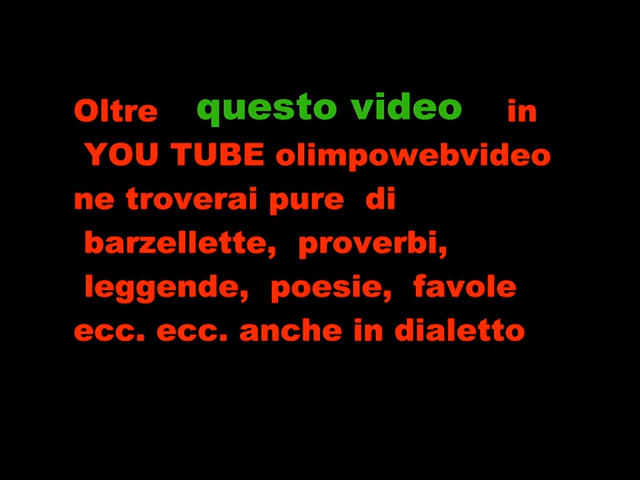 Oltre questo video in
YOU TUBE olimpowebvideo
ne troverai pure di
barzellette, proverbi,
leggende, poesie, favole
ecc. ecc. anche in dialetto